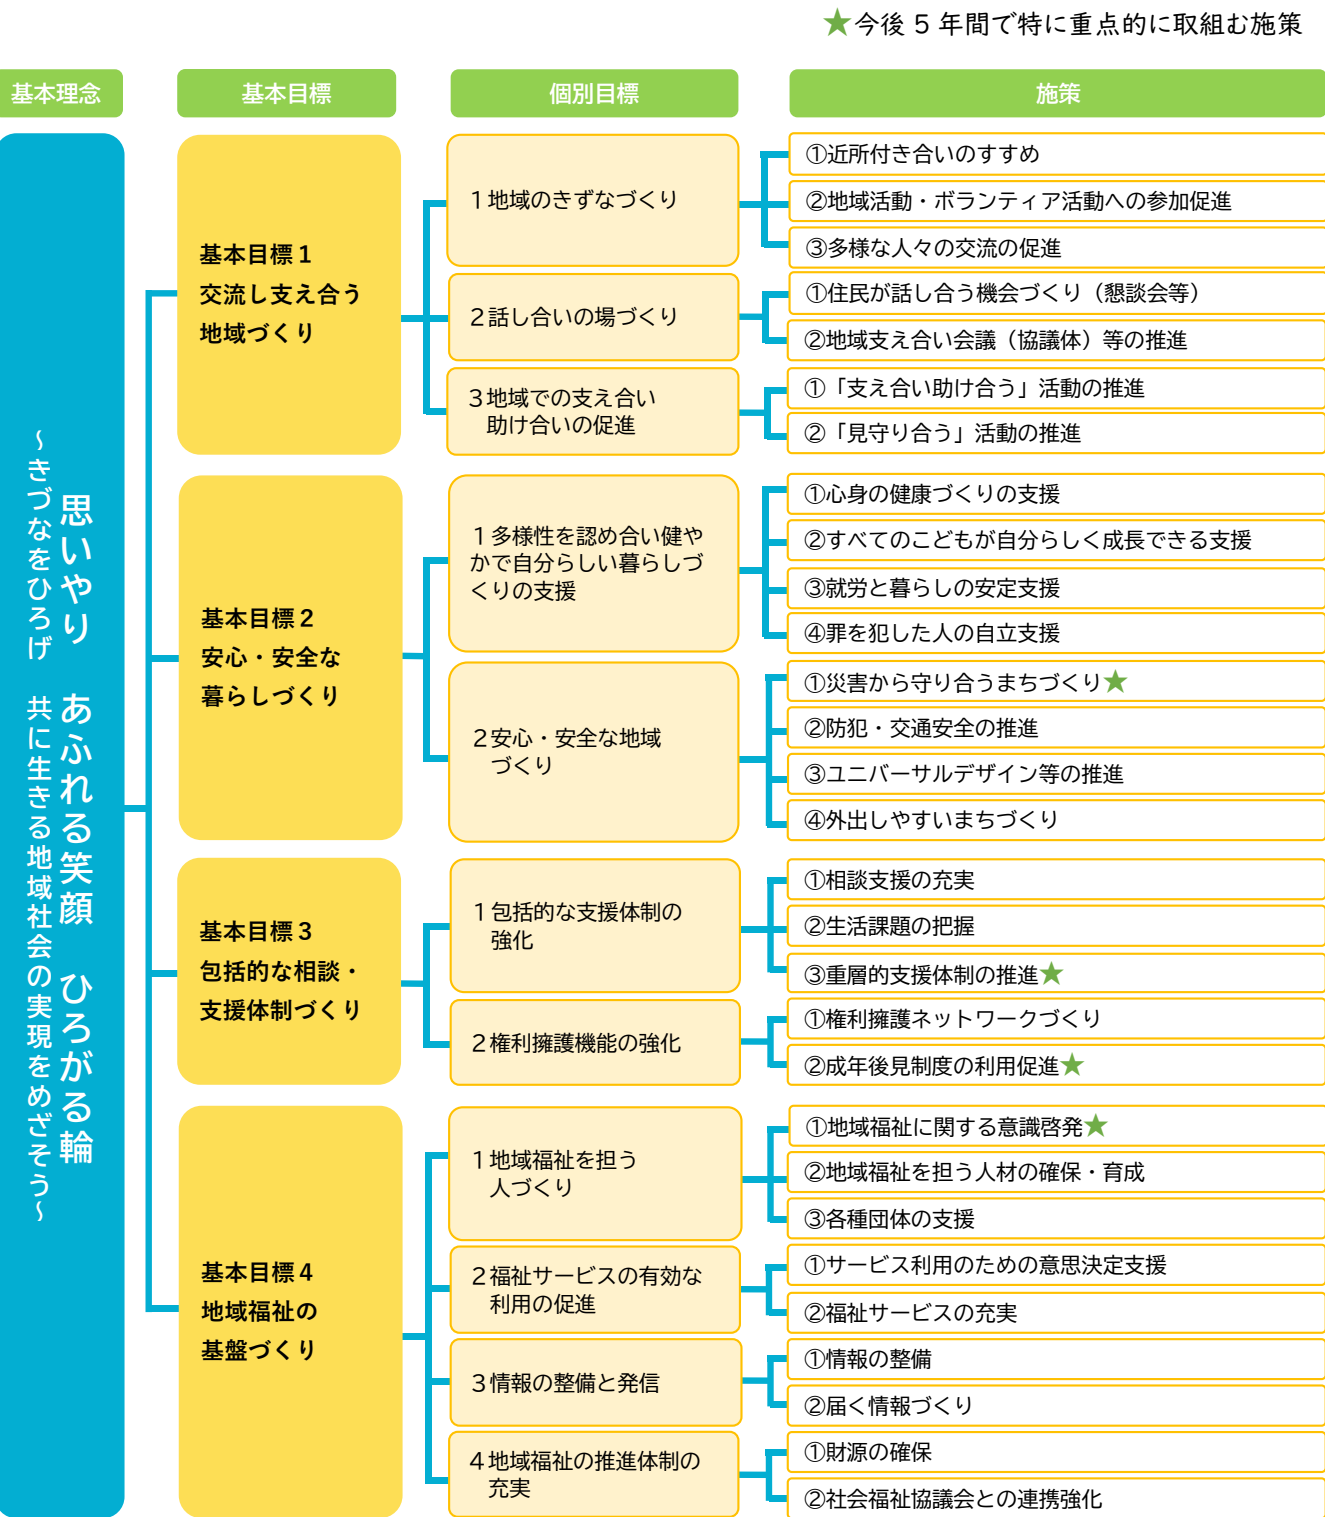 ★今後５年間で特に重点的に取組む施策
基本理念
基本目標
個別目標
施策
思いやり　あふれる笑顔　ひろがる輪
～きづなをひろげ　共に生きる地域社会の実現をめざそう～
基本目標１
交流し支え合う
地域づくり
１地域のきずなづくり
①近所付き合いのすすめ
②地域活動・ボランティア活動への参加促進
③多様な人々の交流の促進
２話し合いの場づくり
①住民が話し合う機会づくり（懇談会等）
②地域支え合い会議（協議体）等の推進
３地域での支え合い
助け合いの促進
①「支え合い助け合う」活動の推進
②「見守り合う」活動の推進
基本目標２
安心・安全な
暮らしづくり
１多様性を認め合い健や
かで自分らしい暮らしづ
くりの支援
①心身の健康づくりの支援
②すべてのこどもが自分らしく成長できる支援
③就労と暮らしの安定支援
④罪を犯した人の自立支援
２安心・安全な地域
づくり
①災害から守り合うまちづくり★
②防犯・交通安全の推進
③ユニバーサルデザイン等の推進
④外出しやすいまちづくり
基本目標３
包括的な相談・
支援体制づくり
１包括的な支援体制の
強化
①相談支援の充実
②生活課題の把握
③重層的支援体制の推進★
２権利擁護機能の強化
①権利擁護ネットワークづくり
②成年後見制度の利用促進★
基本目標４
地域福祉の
基盤づくり
１地域福祉を担う
人づくり
①地域福祉に関する意識啓発★
②地域福祉を担う人材の確保・育成
③各種団体の支援
２福祉サービスの有効な
利用の促進
①サービス利用のための意思決定支援
②福祉サービスの充実
３情報の整備と発信
①情報の整備
②届く情報づくり
４地域福祉の推進体制の
充実
①財源の確保
②社会福祉協議会との連携強化